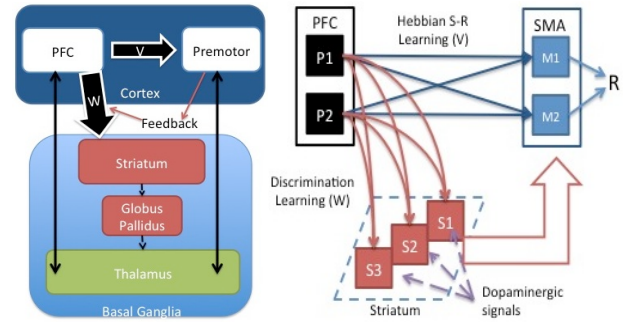 PFC
V
Premotor
W
Cortex
Feedback
Striatum
Globus
Pallidus
Thalamus
Basal Ganglia
PFC
Hebbian S-R
Learning (V)
SMA
P1
M1
R
P2
M2
Discrimination
Learning (W)
S1
S2
S3
Dopaminergic
signals
Striatum